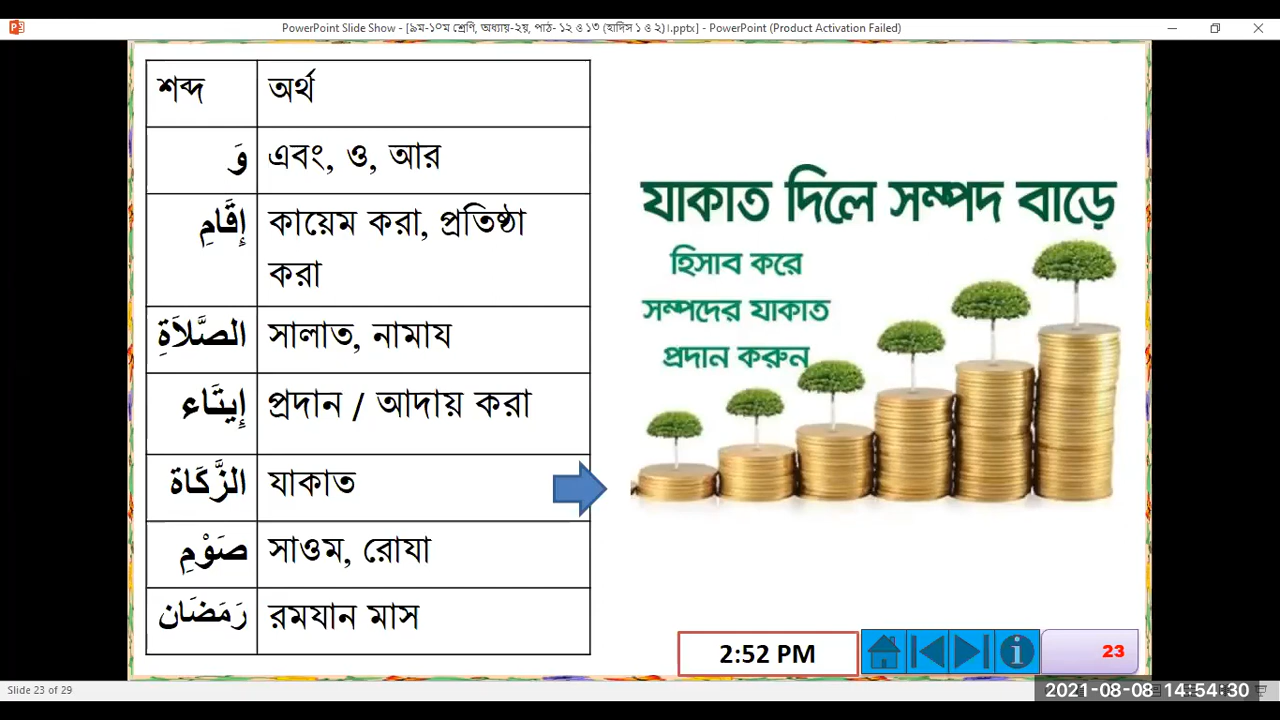 PowerPoint Slide Show - [৯ম-১০ম শ্রেণি, অধ্যায়-২য়, পাঠ- ১২ ও ১৩ (হাদিস ১ ও ২)।.pptx] - PowerPoint (Product Activation Failed)
শব্দ অর্থ
وَ এবং, ও, আর
إِقَامِ কায়েম করা, প্রতিষ্ঠা
করা
الصَّلاَةِ সালাত, নামায
إِيتَاء প্রদান / আদায় করা
الزَّكَاة যাকাত
صَوْمِ সাওম, রোযা
رَمَضَان রমযান মাস
যাকাত দিলে সম্পদ বাড়ে
হিসাব করে
সম্পদের যাকাত
প্রদান করুন
2:52 PM
23
Slide 23 of 29
2021-08-08 14:54:30